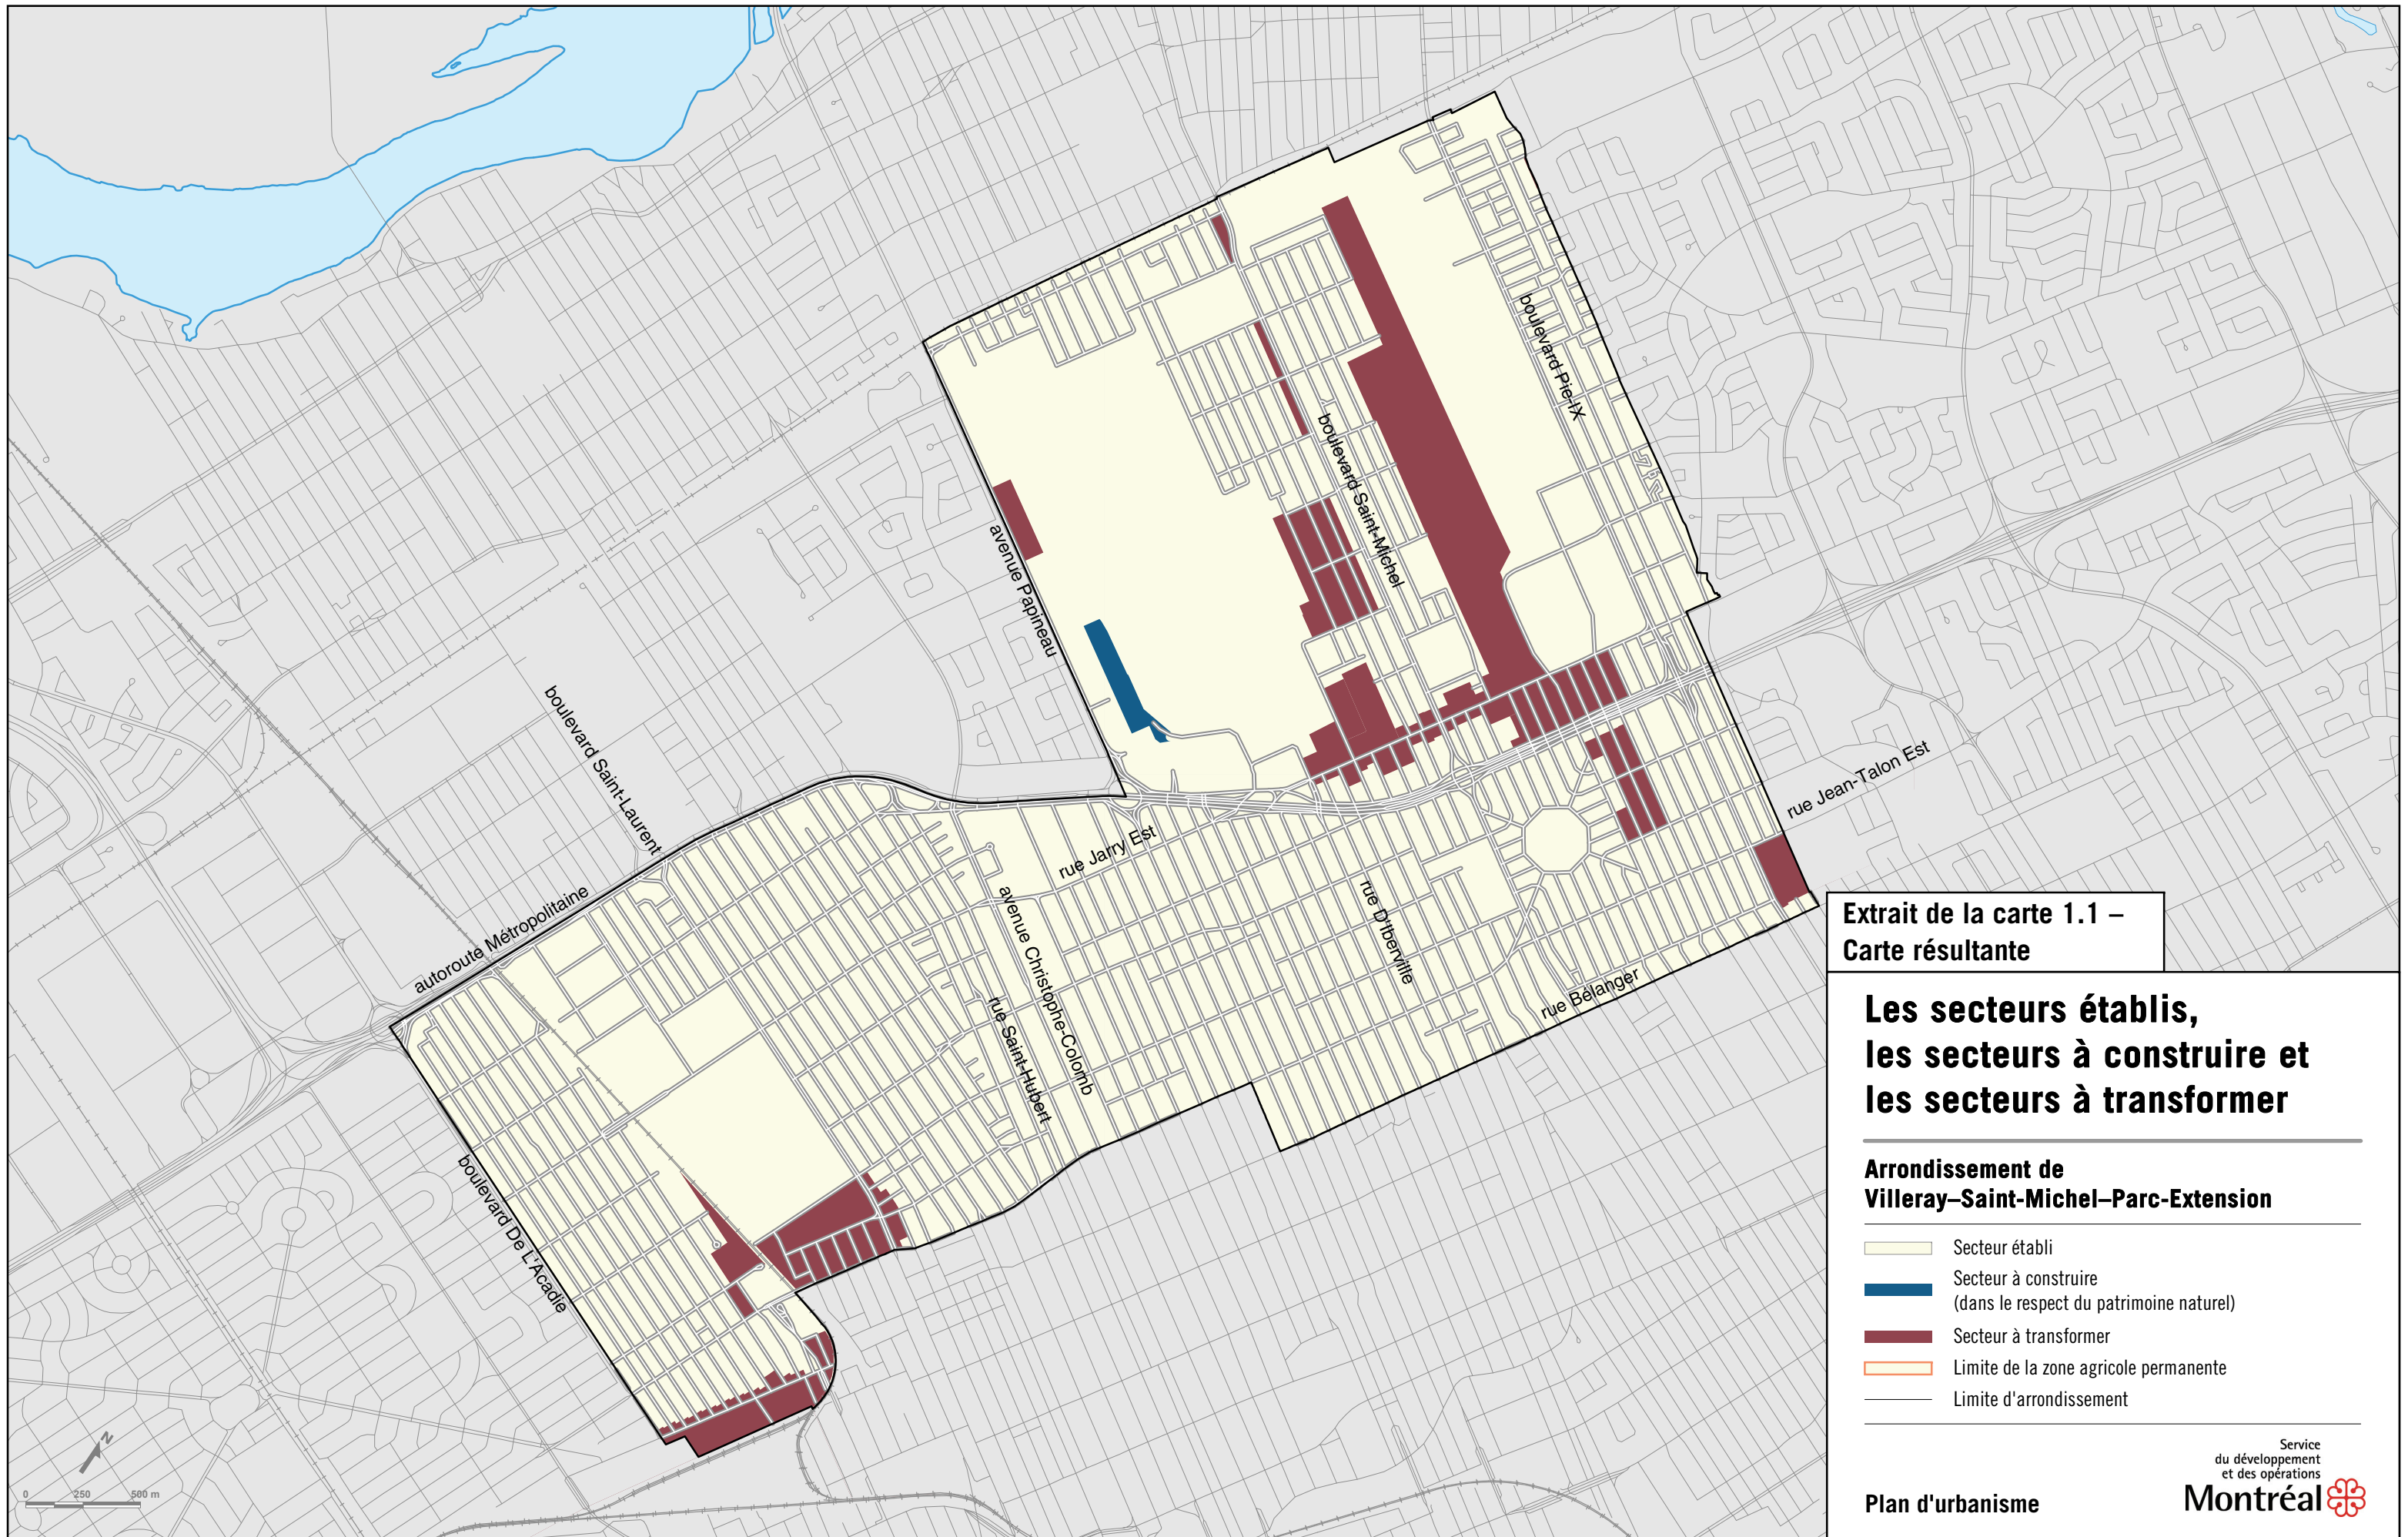 boulevard Pie-IX
boulevard Saint-Michel
avenue Papineau
boulevard Saint-Laurent
rue Jean-Talon Est
rue Jarry Est
autoroute Métropolitaine
avenue Christophe-Colomb
rue D'Iberville
rue Saint-Hubert
rue Bélanger
boulevard De L'Acadie
N
0 250 500 m
Extrait de la carte 1.1 –
Carte résultante
Les secteurs établis,
les secteurs à construire et
les secteurs à transformer
Arrondissement de
Villeray–Saint-Michel–Parc-Extension
Secteur établi
Secteur à construire
(dans le respect du patrimoine naturel)
Secteur à transformer
Limite de la zone agricole permanente
Limite d'arrondissement
Service
du développement
et des opérations
Plan d'urbanisme
Montréal